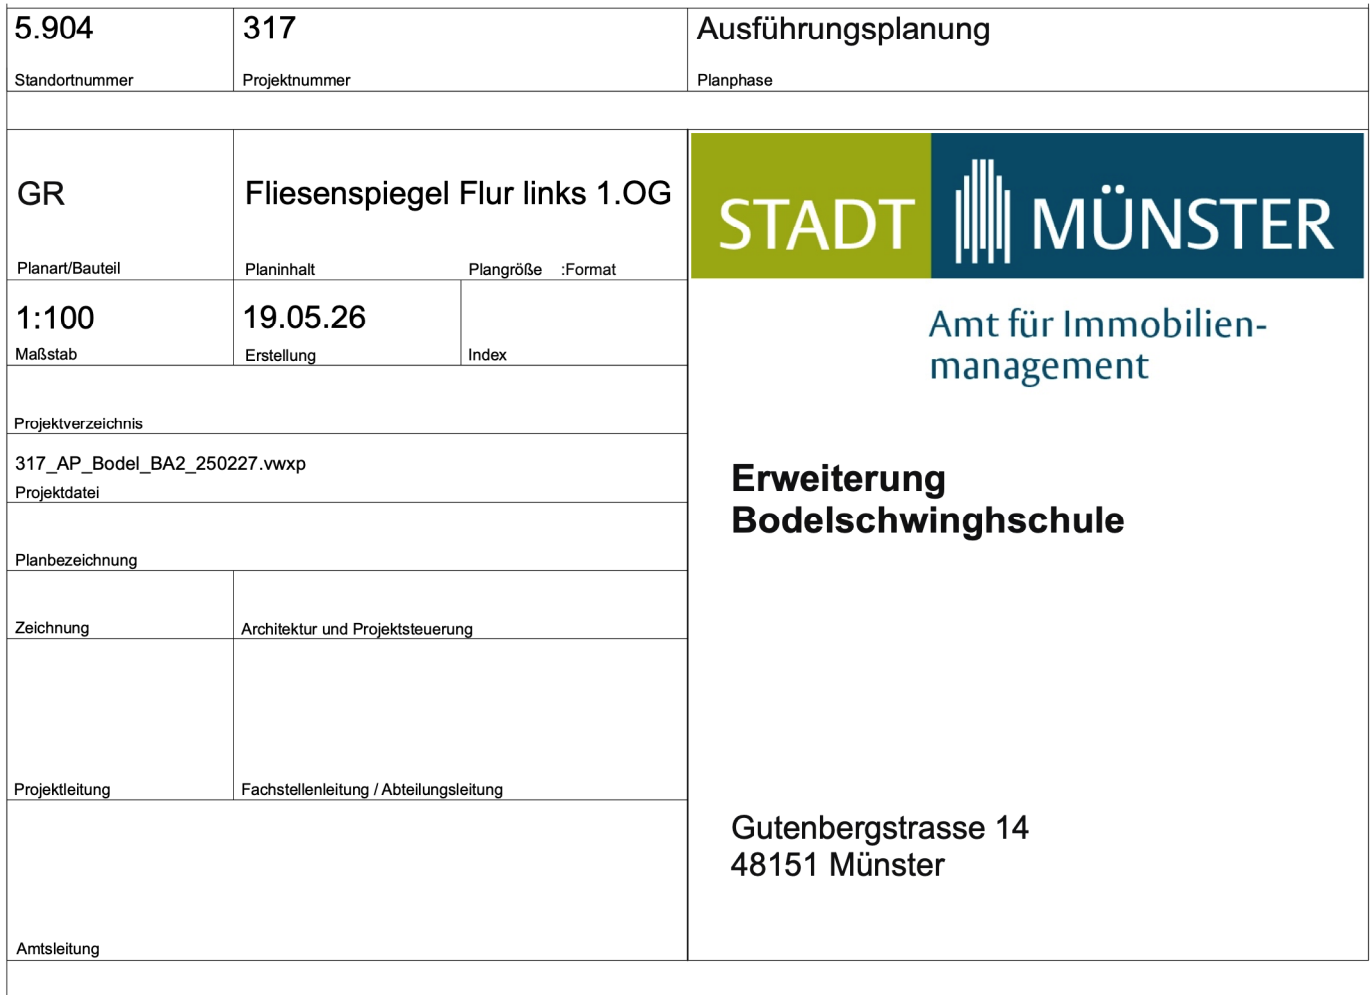 5.904
317
Ausführungsplanung
Standortnummer
Projektnummer
Planphase
GR
Fliesenspiegel Flur links 1.OG
Planart/Bauteil
Planinhalt
Plangröße :Format
1:100
19.05.26
Maßstab
Erstellung
Index
Projektverzeichnis
317_AP_Bodel_BA2_250227.vwxp
Projektdatei
Planbezeichnung
Zeichnung
Architektur und Projektsteuerung
Projektleitung
Fachstellenleitung / Abteilungsleitung
Amtsleitung
STADT MÜNSTER
Amt für Immobilien-
management
Erweiterung
Bodelschwinghschule
Gutenbergstrasse 14
48151 Münster